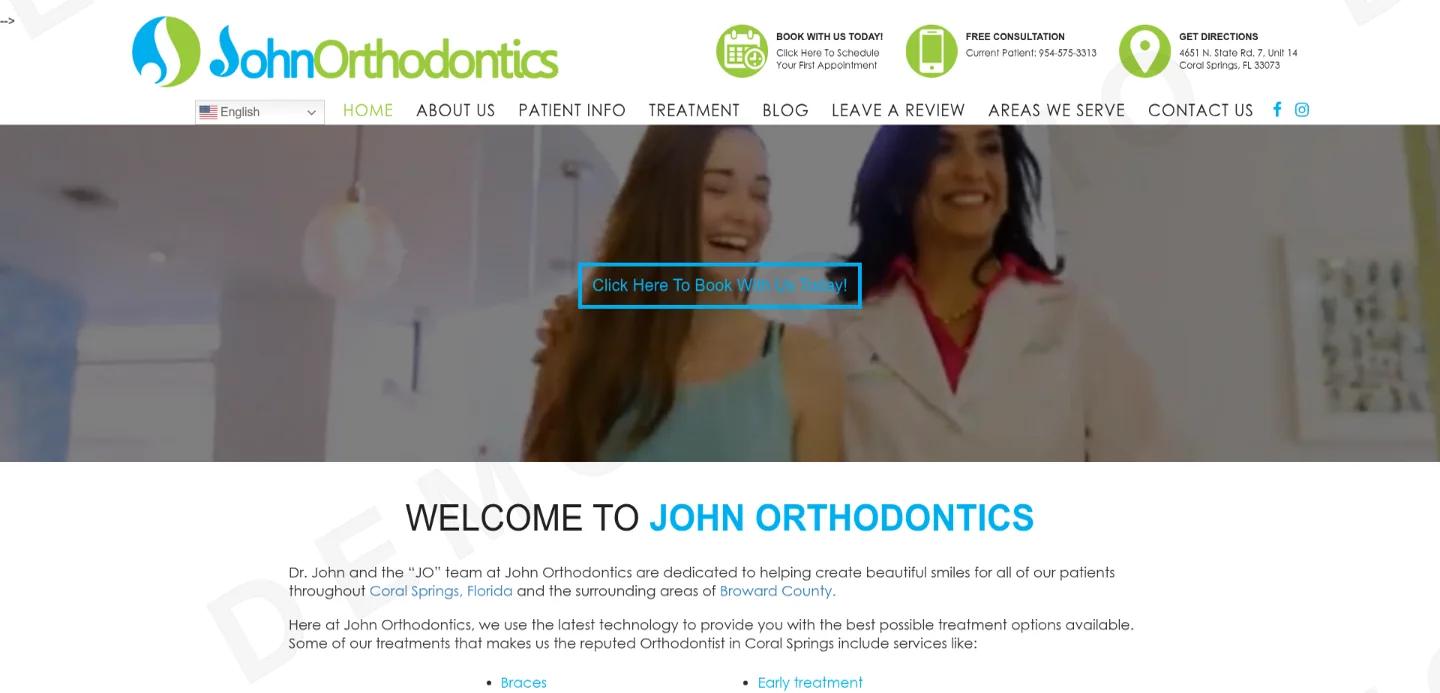 -->
JohnOrthodontics
BOOK WITH US TODAY!
Click Here To Schedule
Your First Appointment
FREE CONSULTATION
Current Patient: 954-575-3313
GET DIRECTIONS
4651 N. State Rd. 7, Unit 14
Coral Springs, FL 33073
English
HOME ABOUT US PATIENT INFO TREATMENT BLOG LEAVE A REVIEW AREAS WE SERVE CONTACT US
Click Here To Book With Us Today!
WELCOME TO JOHN ORTHODONTICS
Dr. John and the “JO” team at John Orthodontics are dedicated to helping create beautiful smiles for all of our patients
throughout Coral Springs, Florida and the surrounding areas of Broward County.
Here at John Orthodontics, we use the latest technology to provide you with the best possible treatment options available.
Some of our treatments that makes us the reputed Orthodontist in Coral Springs include services like:
• Braces
• Early treatment
DEMO